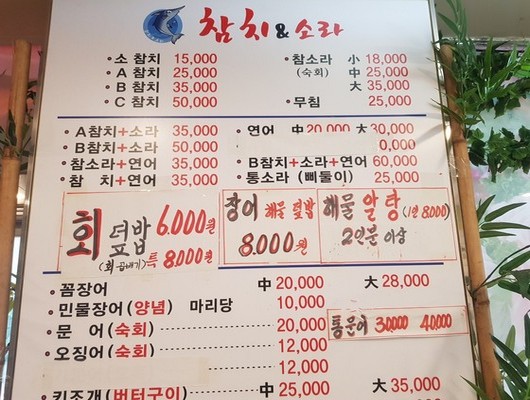 참치&소라
• 소 참치 15,000
• A 참치 25,000
• B 참치 35,000
• C 참치 50,000
• 참소라 小 18,000
(숙회) 中 25,000
大 35,000
• 무침 25,000
• A참치+소라 35,000
• B참치+소라 50,000
• 참소라+연어 35,000
• 참 치+연어 35,000
• 연어 中 20,000 大 30,000
0,000
• B참치+소라+연어 60,000
• 통소라 (삐뚤이) 25,000
회덮밥 6.000원
(회 곱배기) 특 8.000원
장어 해물 덮밥
8.000원
해물 알탕 (1인 8.000)
2인분 이상
• 꼼장어 中 20,000 大 28,000
• 민물장어(양념) 마리당 10,000
• 문 어(숙회) 20,000
• 오징어(숙회) 12,000
12,000
통문어 30000 40000
• 키조개(버터구이) 中 25,000 大 35,000